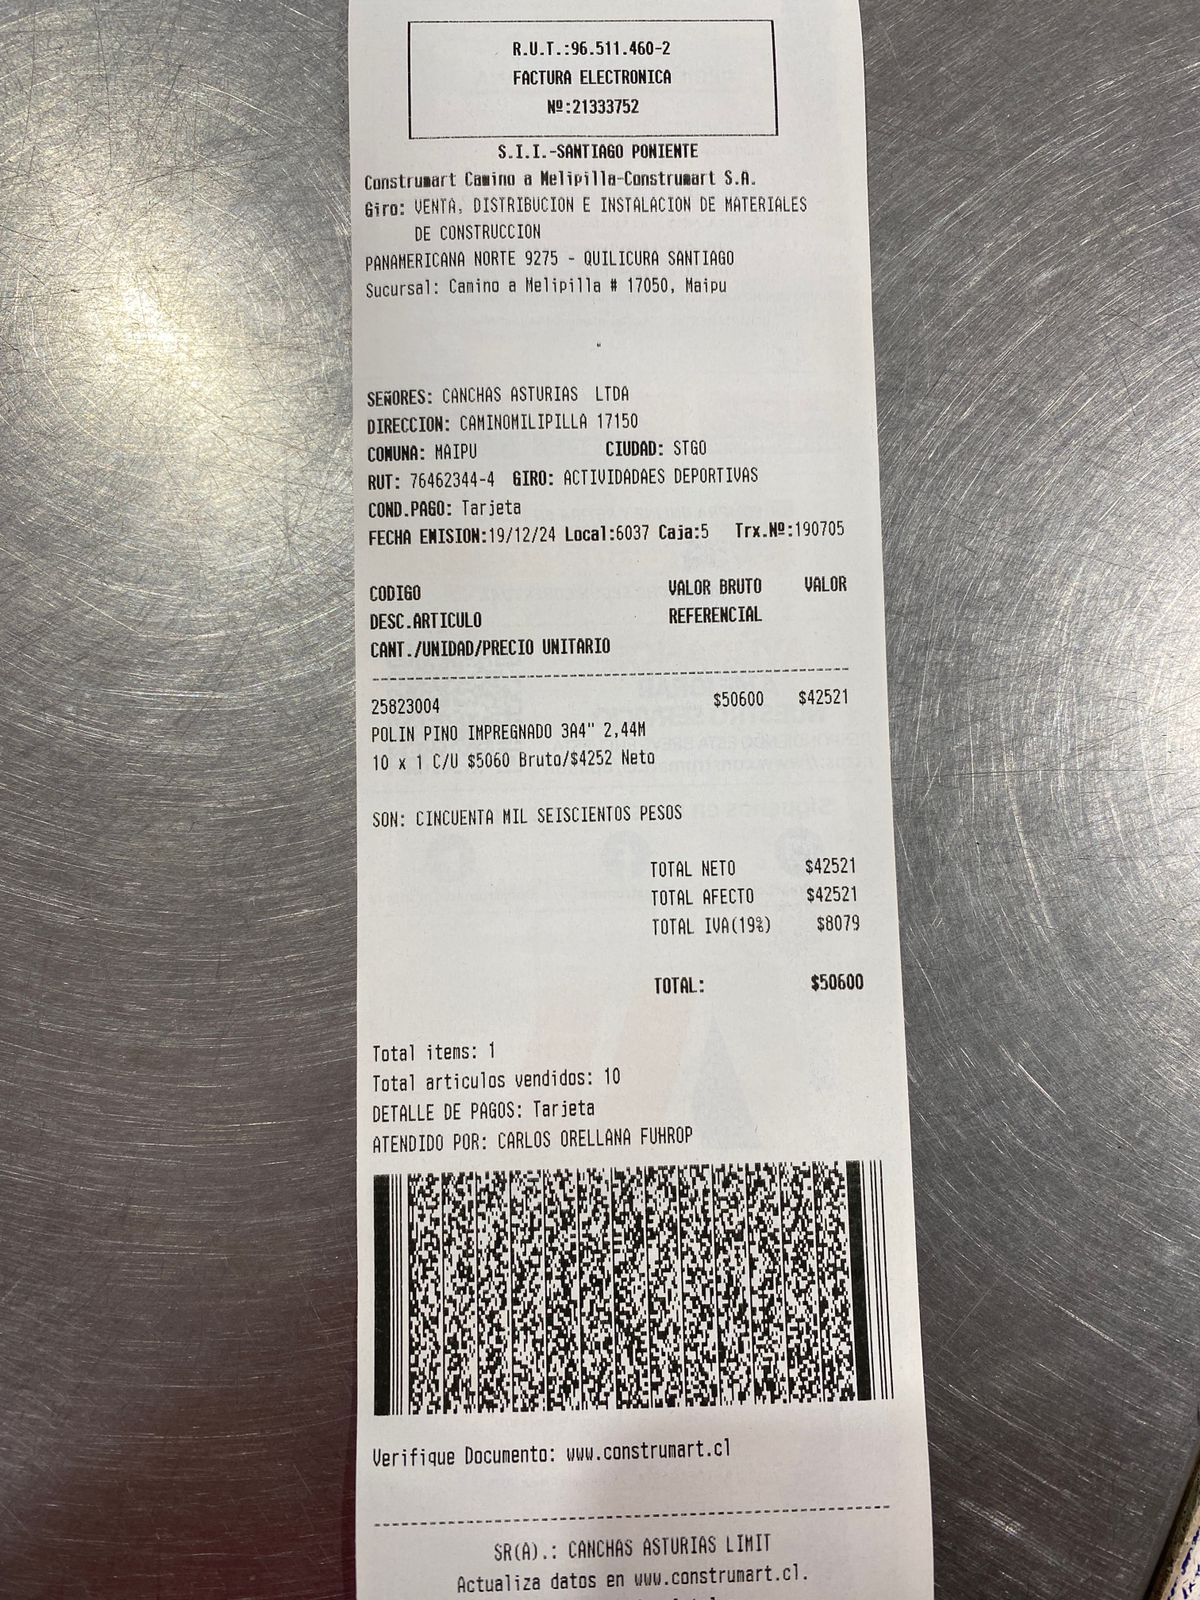 R.U.T.:96.511.460-2
FACTURA ELECTRONICA
Nº:21333752
S.I.I.-SANTIAGO PONIENTE
Construmart Camino a Melipilla-Construmart S.A.
Giro: VENTA, DISTRIBUCION E INSTALACION DE MATERIALES
DE CONSTRUCCION
PANAMERICANA NORTE 9275 - QUILICURA SANTIAGO
Sucursal: Camino a Melipilla # 17050, Maipu
SEÑORES: CANCHAS ASTURIAS LTDA
DIRECCION: CAMINOMILIPILLA 17150
COMUNA: MAIPU CIUDAD: STGO
RUT: 76462344-4 GIRO: ACTIVIDADAES DEPORTIVAS
COND.PAGO: Tarjeta
FECHA EMISION:19/12/24 Local:6037 Caja:5 Trx.Nº:190705
CODIGO VALOR BRUTO VALOR
DESC.ARTICULO REFERENCIAL
CANT./UNIDAD/PRECIO UNITARIO
25823004 $50600 $42521
POLIN PINO IMPREGNADO 3A4" 2,44M
10 x 1 C/U $5060 Bruto/$4252 Neto
SON: CINCUENTA MIL SEISCIENTOS PESOS
TOTAL NETO $42521
TOTAL AFECTO $42521
TOTAL IVA(19%) $8079
TOTAL: $50600
Total items: 1
Total articulos vendidos: 10
DETALLE DE PAGOS: Tarjeta
ATENDIDO POR: CARLOS ORELLANA FUHROP
Verifique Documento: www.construmart.cl
SR(A).: CANCHAS ASTURIAS LIMIT
Actualiza datos en www.construmart.cl.